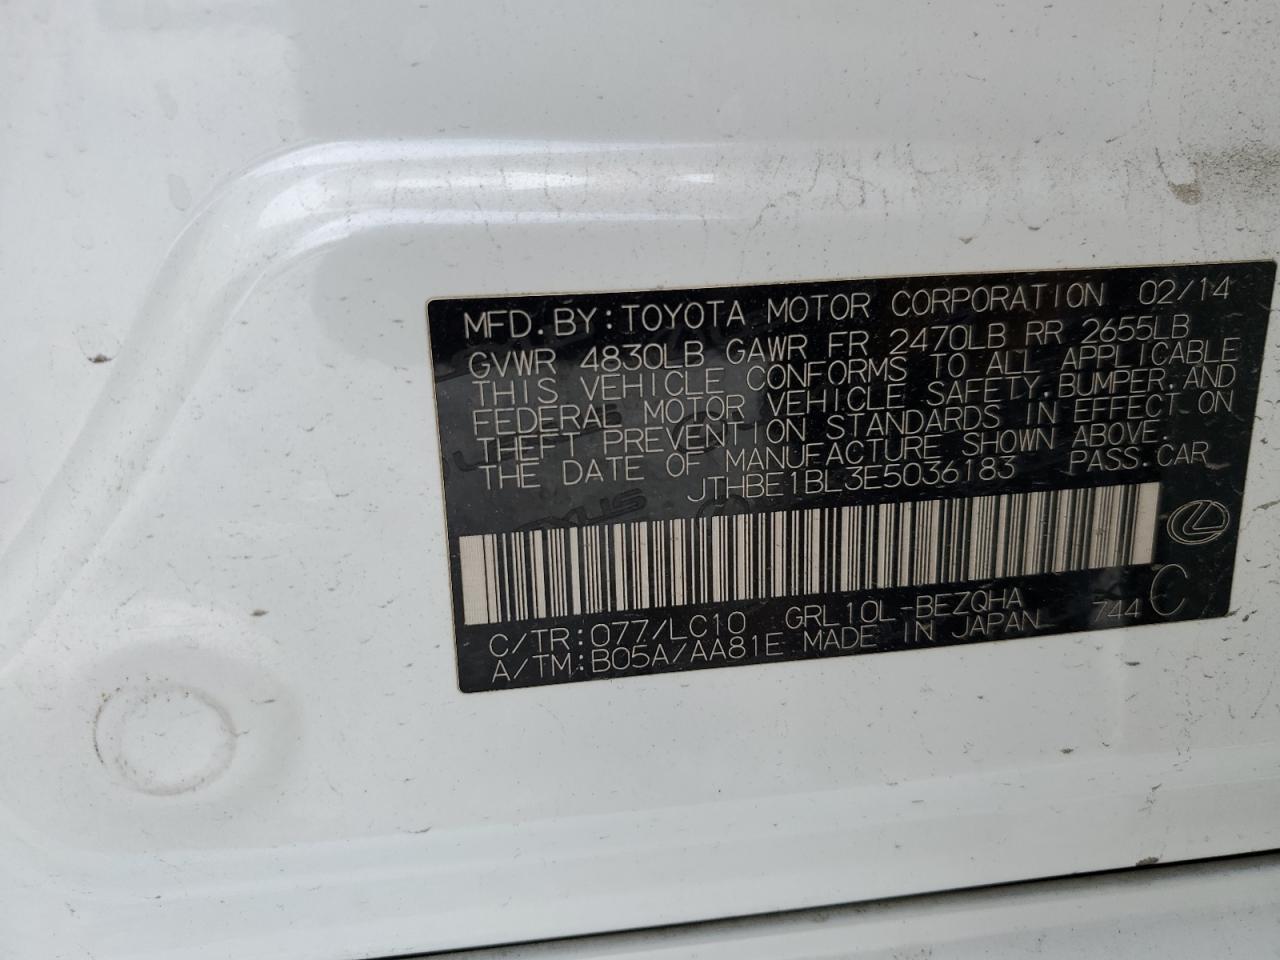 MFD.BY:TOYOTA MOTOR CORPORATION 02/14
GVWR 4830LB GAWR FR 2470LB RR 2655LB
THIS VEHICLE CONFORMS TO ALL APPLICABLE
FEDERAL MOTOR VEHICLE SAFETY,BUMPER,AND
THEFT PREVENTION STANDARDS IN EFFECT ON
THE DATE OF MANUFACTURE SHOWN ABOVE.
JTHBE1BL3E5036183 PASS.CAR
C/TR:077/LC10 GRL10L-BEZQHA 744 C
A/TM:B05A/AA81E MADE IN JAPAN